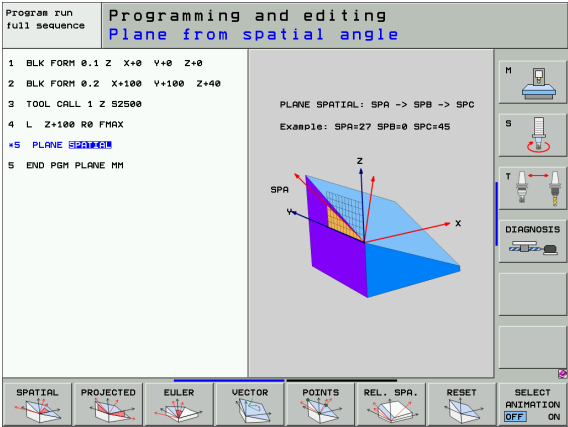 Program run
full sequence
Programming and editing
Plane from spatial angle
1 BLK FORM 0.1 Z X+0 Y+0 Z+0
2 BLK FORM 0.2 X+100 Y+100 Z+40
3 TOOL CALL 1 Z S2500
4 L Z+100 R0 FMAX
*5 PLANE SPATIAL
5 END PGM PLANE MM
PLANE SPATIAL: SPA -> SPB -> SPC
Example: SPA=27 SPB=0 SPC=45
Z
SPA
Y
X
M
S
T
DIAGNOSIS
SPATIAL
PROJECTED
EULER
VECTOR
POINTS
REL. SPA.
RESET
SELECT
ANIMATION
OFF ON